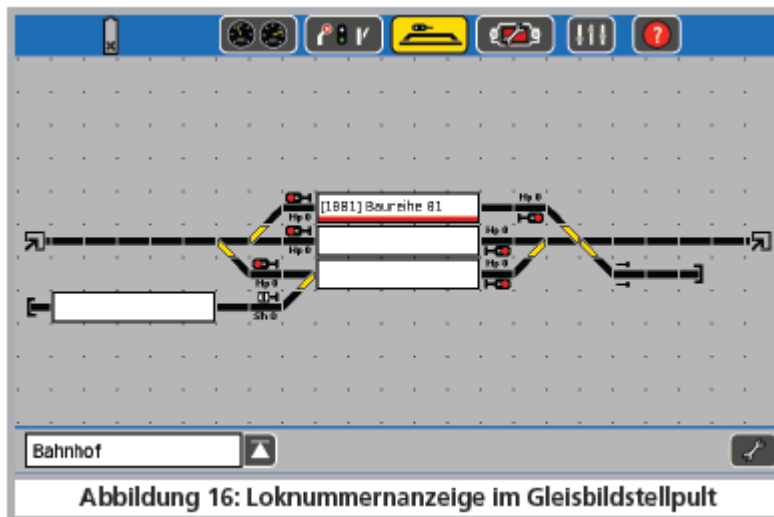 ?
Hp 0
[1881] Baureihe 81
Hp 0
Hp 0
Hp 0
Hp 0
Hp 0
Sh 0
Bahnhof
Abbildung 16: Loknummernanzeige im Gleisbildstellpult